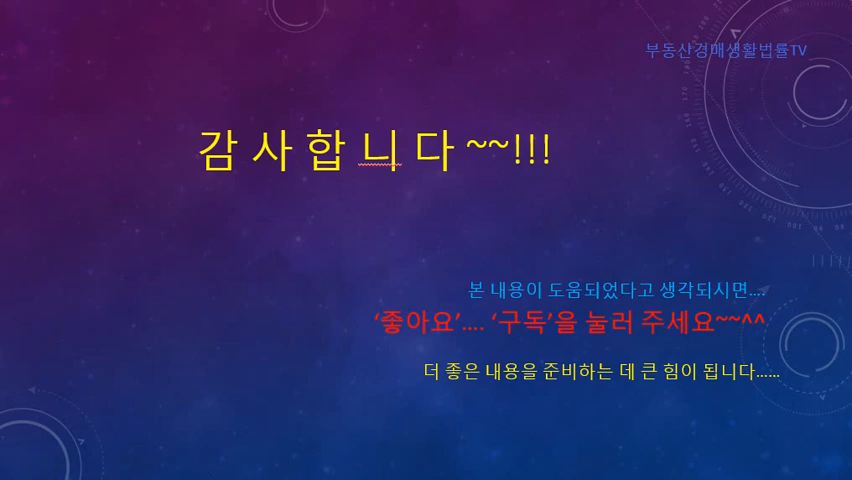 부동산경매생활법률TV
감 사 합 니 다 ~~!!!
본 내용이 도움되었다고 생각되시면....
‘좋아요’.... ‘구독’을 눌러 주세요~~^^
더 좋은 내용을 준비하는 데 큰 힘이 됩니다......